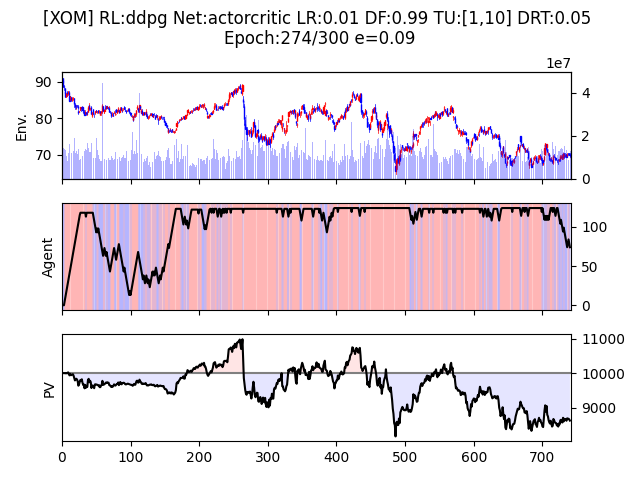 [XOM] RL:ddpg Net:actorcritic LR:0.01 DF:0.99 TU:[1,10] DRT:0.05
Epoch:274/300 e=0.09
1e7
Env.
90
80
70
4
2
0
Agent
100
50
0
PV
11000
10000
9000
0 100 200 300 400 500 600 700